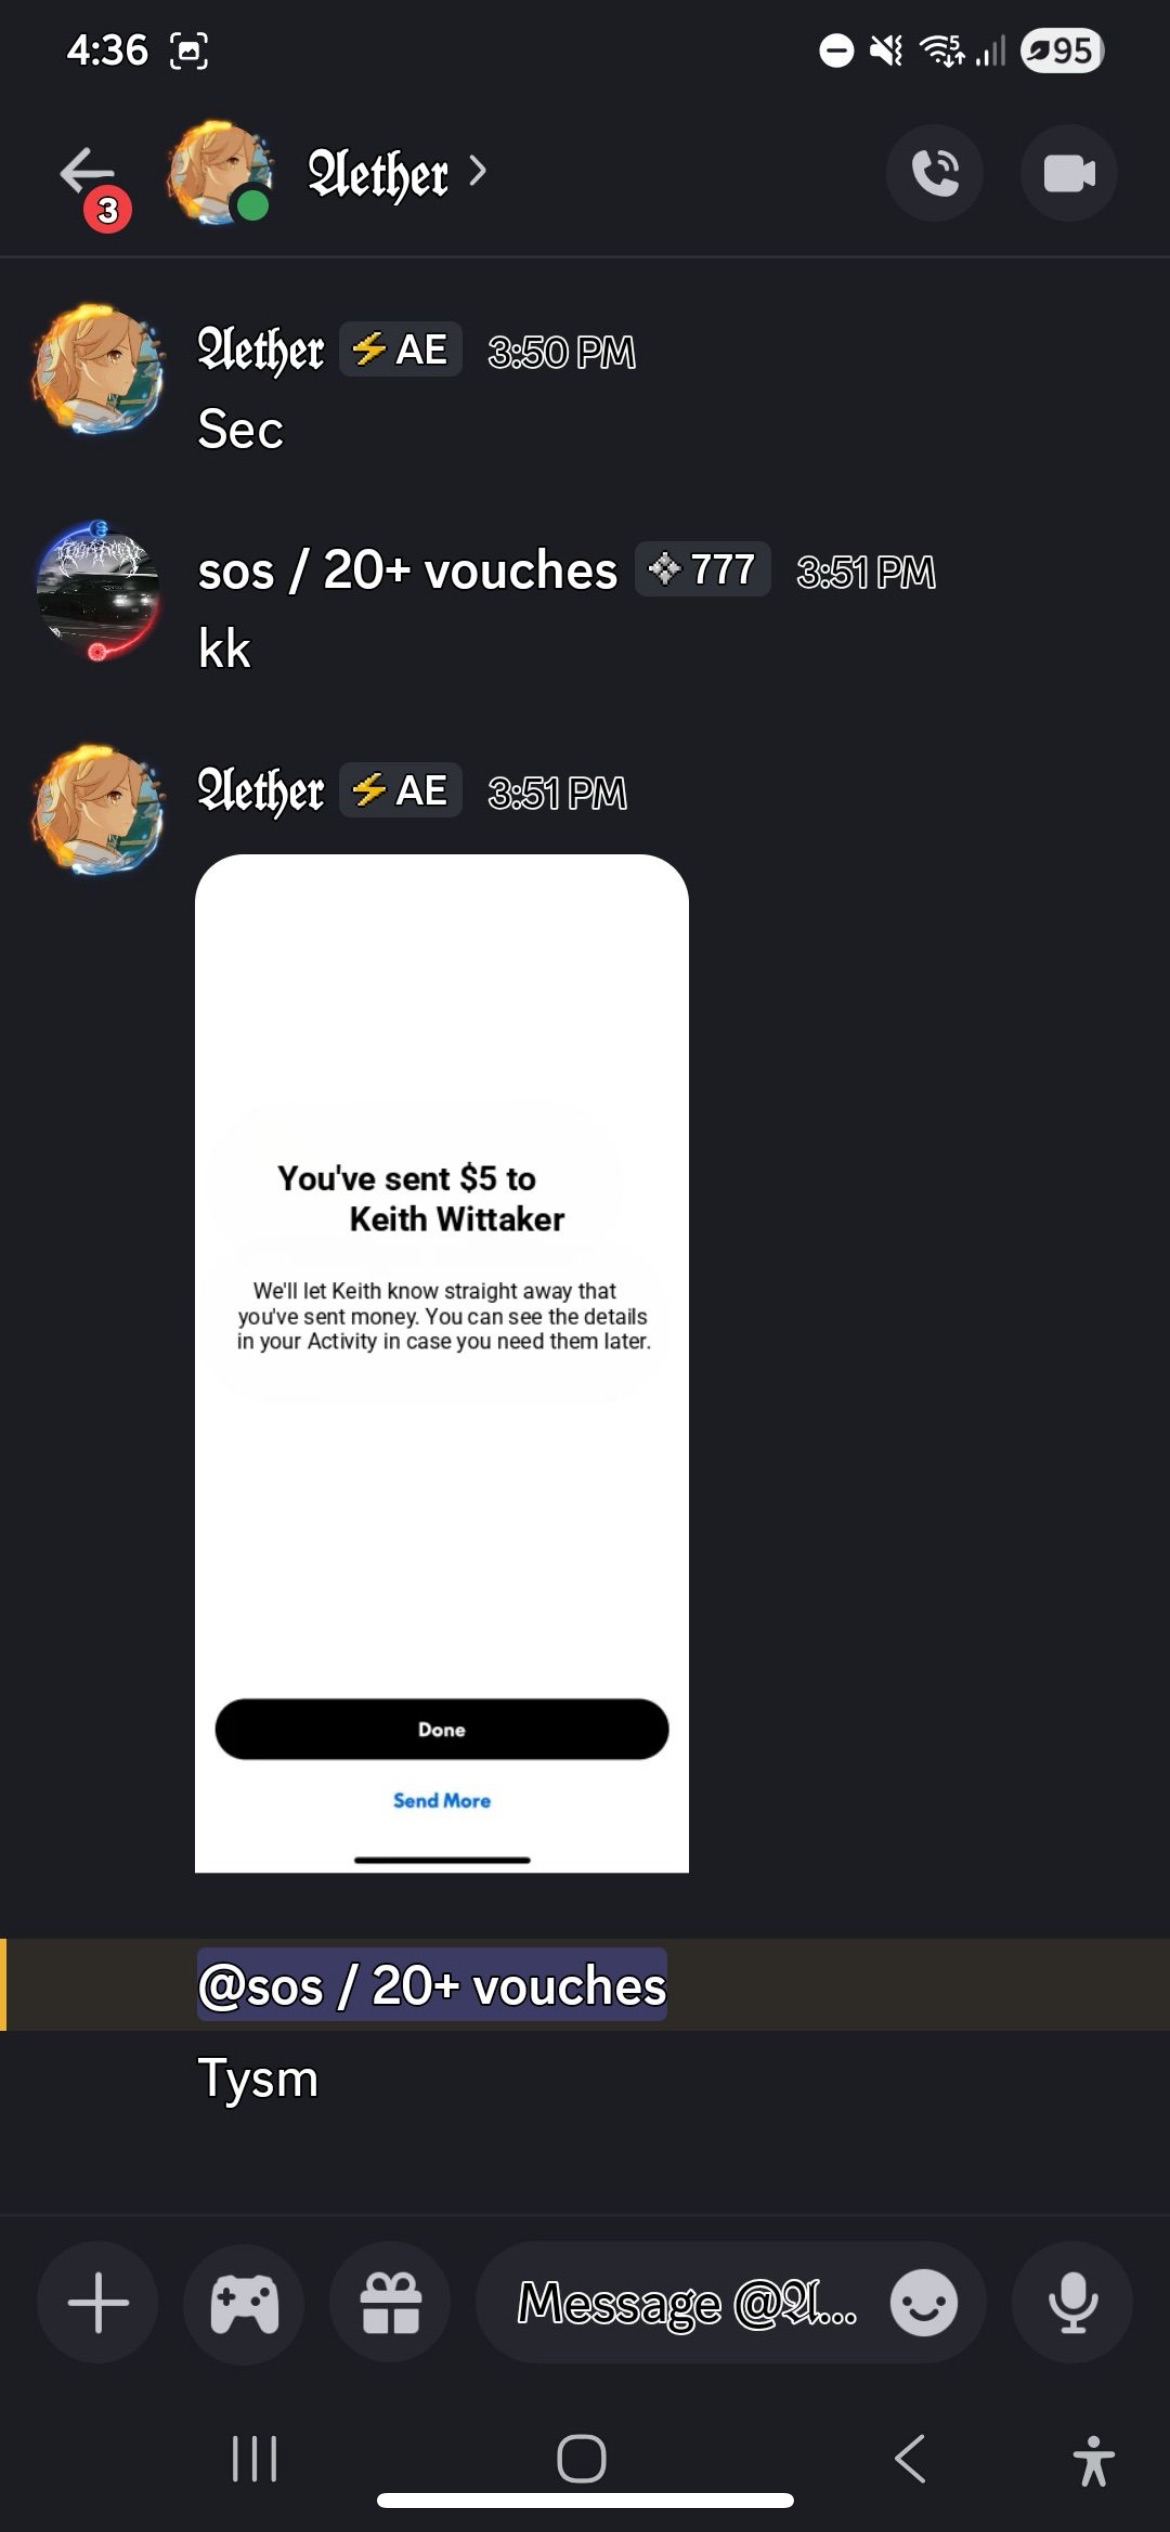 4:36
5
95
3
Aether
Aether AE 3:50 PM
Sec
sos / 20+ vouches 777 3:51 PM
kk
Aether AE 3:51 PM
You've sent $5 to
Keith Wittaker
We'll let Keith know straight away that
you've sent money. You can see the details
in your Activity in case you need them later.
Done
Send More
@sos / 20+ vouches
Tysm
Message @A...